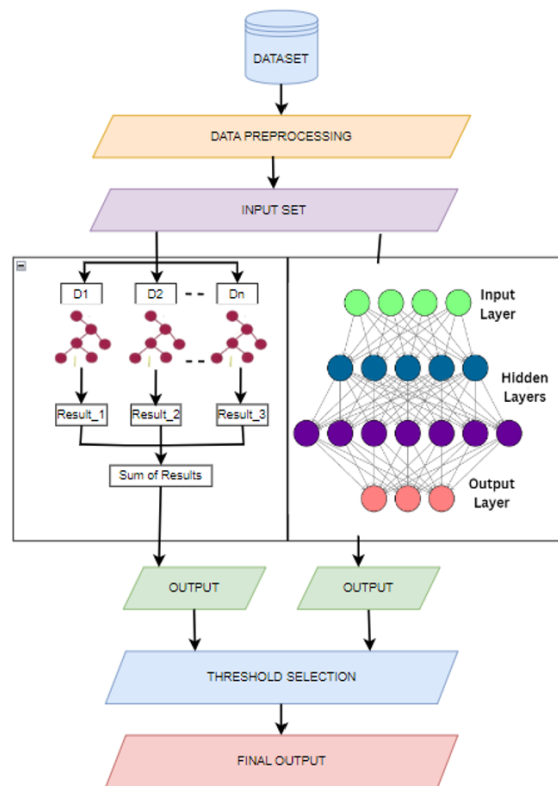 DATASET
DATA PREPROCESSING
INPUT SET
D1
D2
Dn
Result_1
Result_2
Result_3
Sum of Results
Input
Layer
Hidden
Layers
Output
Layer
OUTPUT
OUTPUT
THRESHOLD SELECTION
FINAL OUTPUT